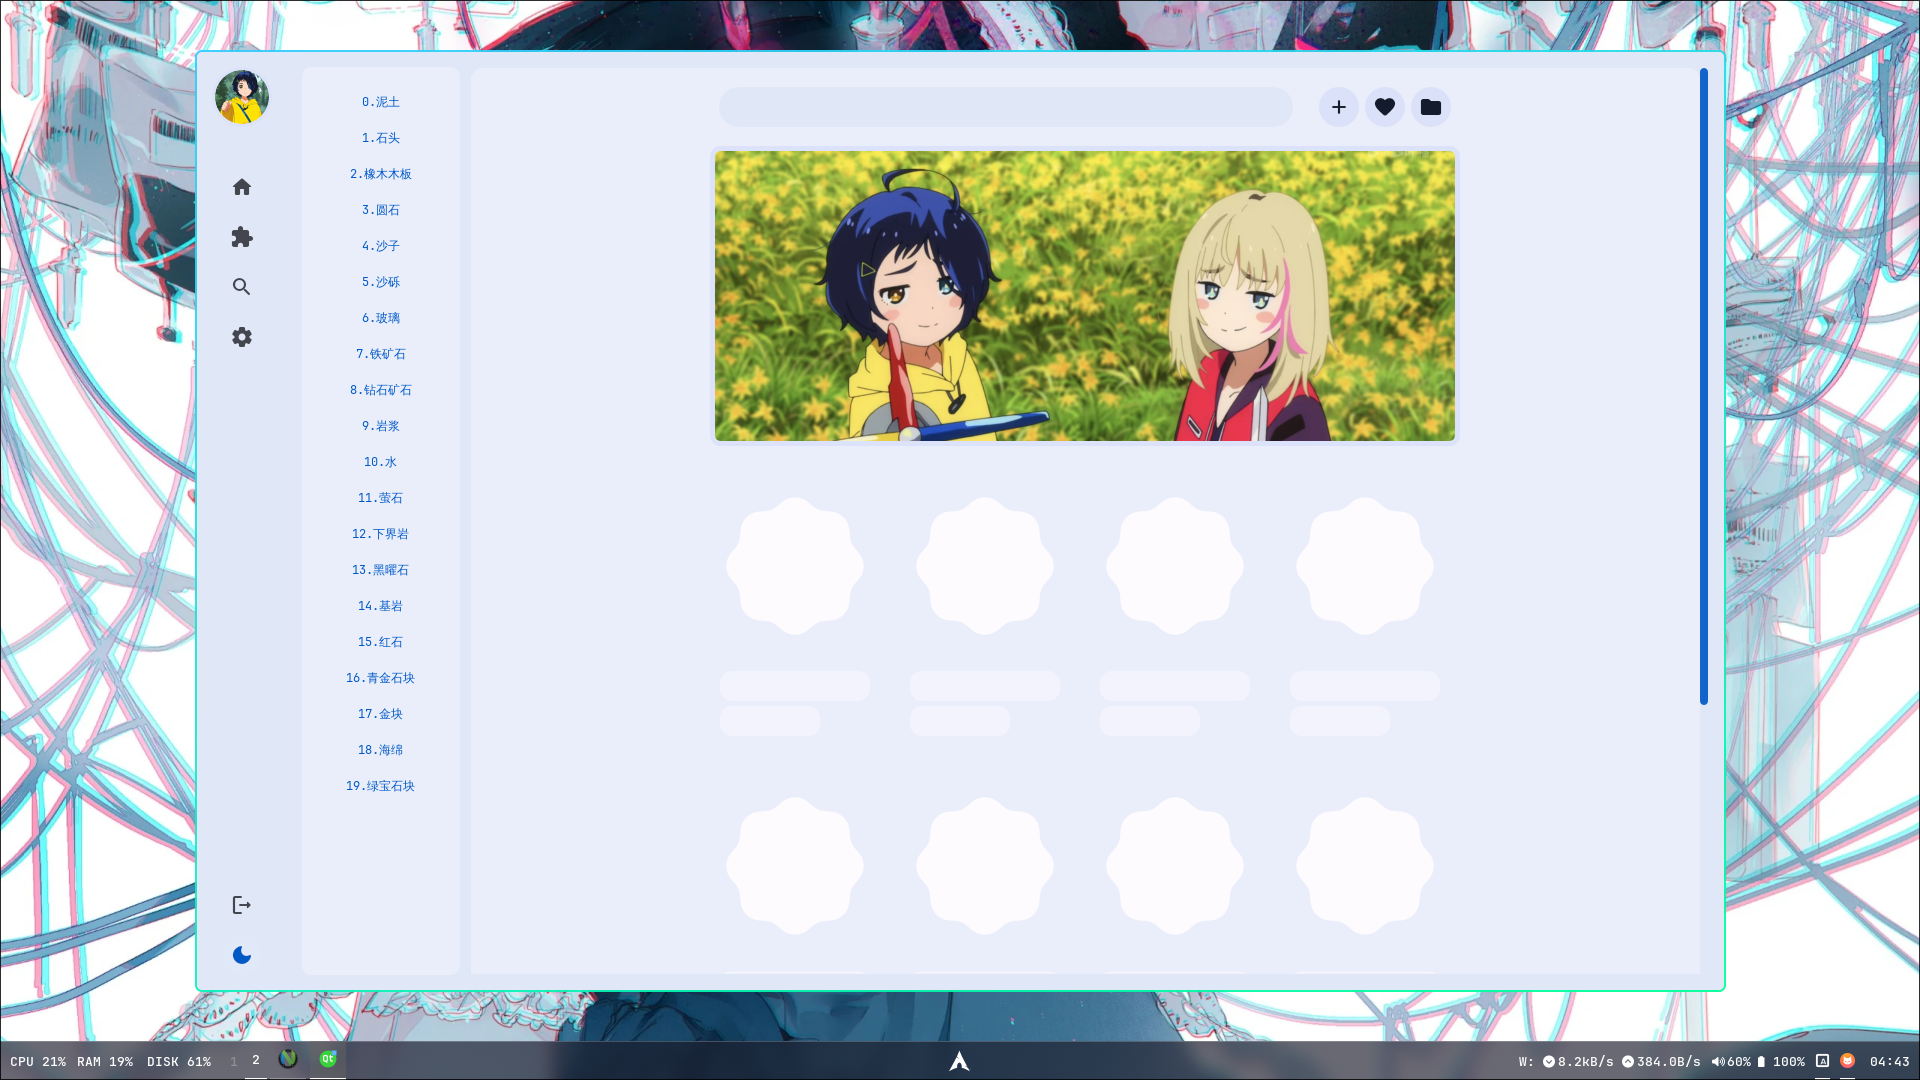 0.泥土
1.石头
2.橡木木板
3.圆石
4.沙子
5.沙砾
6.玻璃
7.铁矿石
8.钻石矿石
9.岩浆
10.水
11.萤石
12.下界岩
13.黑曜石
14.基岩
15.红石
16.青金石块
17.金块
18.海绵
19.绿宝石块
CPU 21% RAM 19% DISK 61% 1 2 Qt W: 8.2kB/s 384.0B/s 60% 100% A 04:43